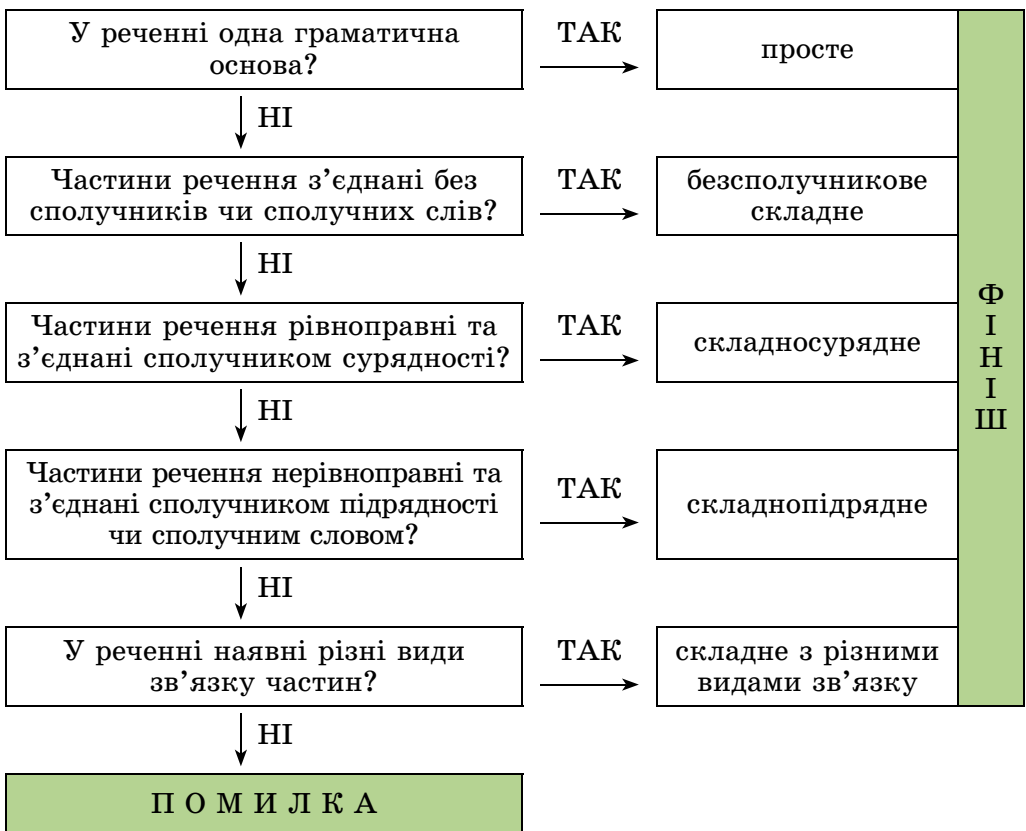 У реченні одна граматична
основа?
ТАК
просте
НІ
Частини речення з’єднані без
сполучників чи сполучних слів?
ТАК
безсполучникове
складне
НІ
Частини речення рівноправні та
з’єднані сполучником сурядності?
ТАК
складносурядне
НІ
Частини речення нерівноправні та
з’єднані сполучником підрядності
чи сполучним словом?
ТАК
складнопідрядне
НІ
У реченні наявні різні види
зв’язку частин?
ТАК
складне з різними
видами зв’язку
НІ
П О М И Л К А
Ф
І
Н
І
Ш